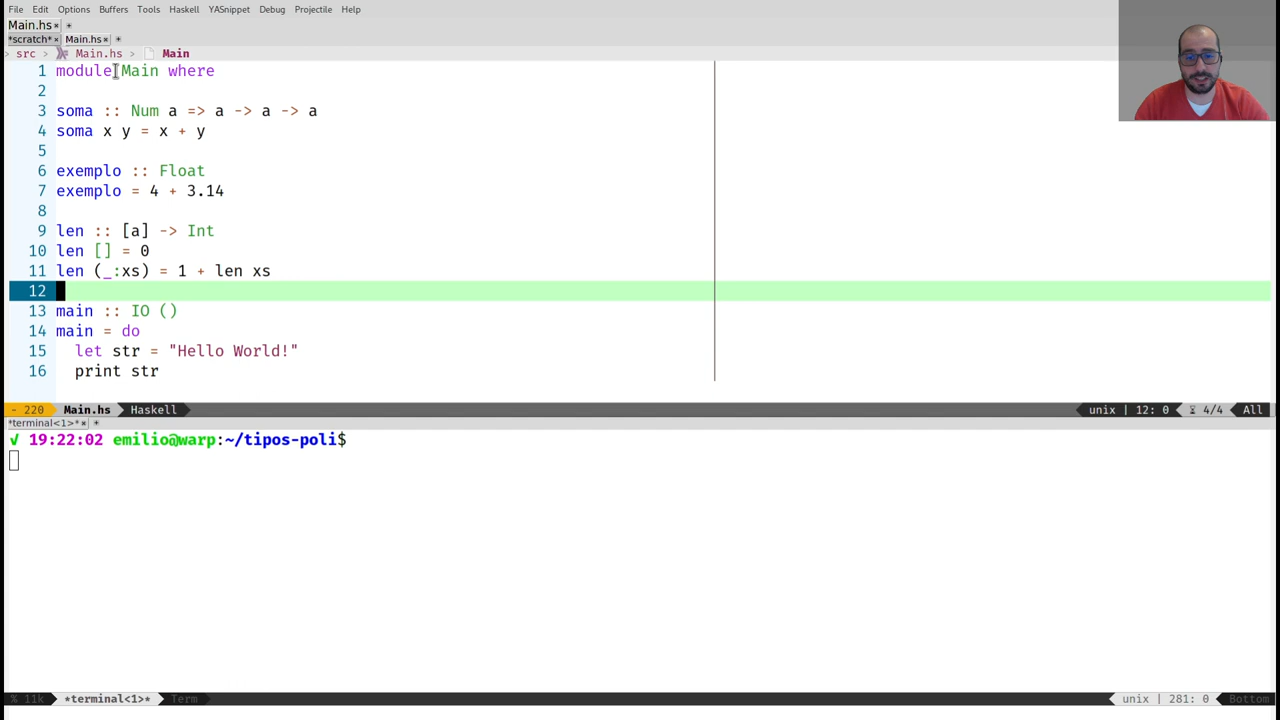 File Edit Options Buffers Tools Haskell YASnippet Debug Projectile Help
Main.hs× +
*scratch*× Main.hs× +
> src > Main.hs > Main
1 module Main where
2
3 soma :: Num a => a -> a -> a
4 soma x y = x + y
5
6 exemplo :: Float
7 exemplo = 4 + 3.14
8
9 len :: [a] -> Int
10 len [] = 0
11 len (_:xs) = 1 + len xs
12
13 main :: IO ()
14 main = do
15   let str = "Hello World!"
16   print str
- 220 Main.hs Haskell unix | 12: 0 4/4 All
*terminal<1>*× +
✓ 19:22:02 emilio@warp:~/tipos-poli$
% 11k *terminal<1>* Term unix | 281: 0 Bottom